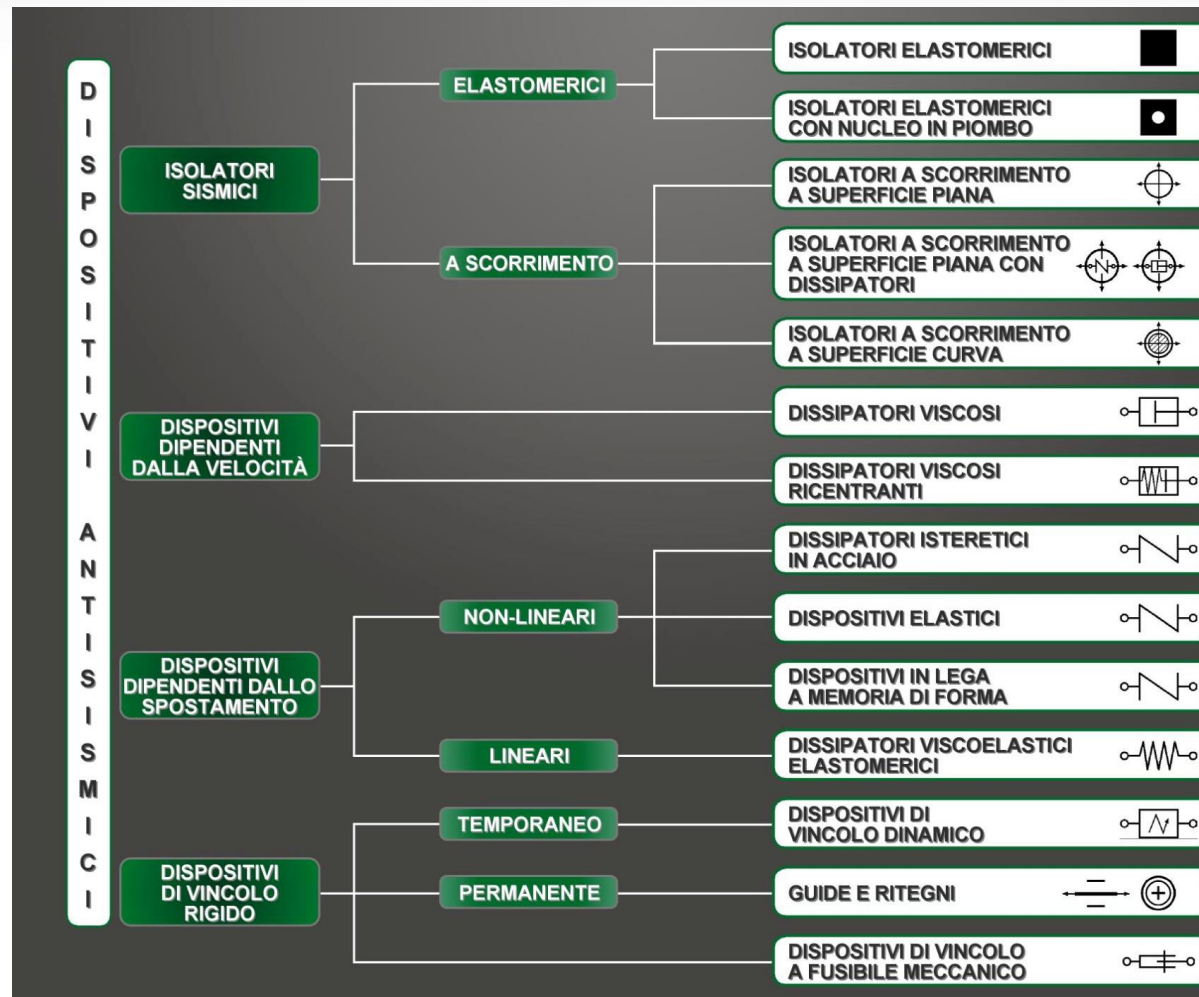 DISPOSITIVI ANTISISMICI
ISOLATORI
SISMICI
ELASTOMERICI
ISOLATORI ELASTOMERICI
ISOLATORI ELASTOMERICI
CON NUCLEO IN PIOMBO
A SCORRIMENTO
ISOLATORI A SCORRIMENTO
A SUPERFICIE PIANA
ISOLATORI A SCORRIMENTO
A SUPERFICIE PIANA CON
DISSIPATORI
ISOLATORI A SCORRIMENTO
A SUPERFICIE CURVA
DISPOSITIVI
DIPENDENTI
DALLA VELOCITÀ
DISSIPATORI VISCOSI
DISSIPATORI VISCOSI
RICENTRANTI
DISPOSITIVI
DIPENDENTI DALLO
SPOSTAMENTO
NON-LINEARI
DISSIPATORI ISTERETICI
IN ACCIAIO
DISPOSITIVI ELASTICI
DISPOSITIVI IN LEGA
A MEMORIA DI FORMA
LINEARI
DISSIPATORI VISCOELASTICI
ELASTOMERICI
DISPOSITIVI
DI VINCOLO
RIGIDO
TEMPORANEO
DISPOSITIVI DI
VINCOLO DINAMICO
PERMANENTE
GUIDE E RITEGNI
DISPOSITIVI DI VINCOLO
A FUSIBILE MECCANICO